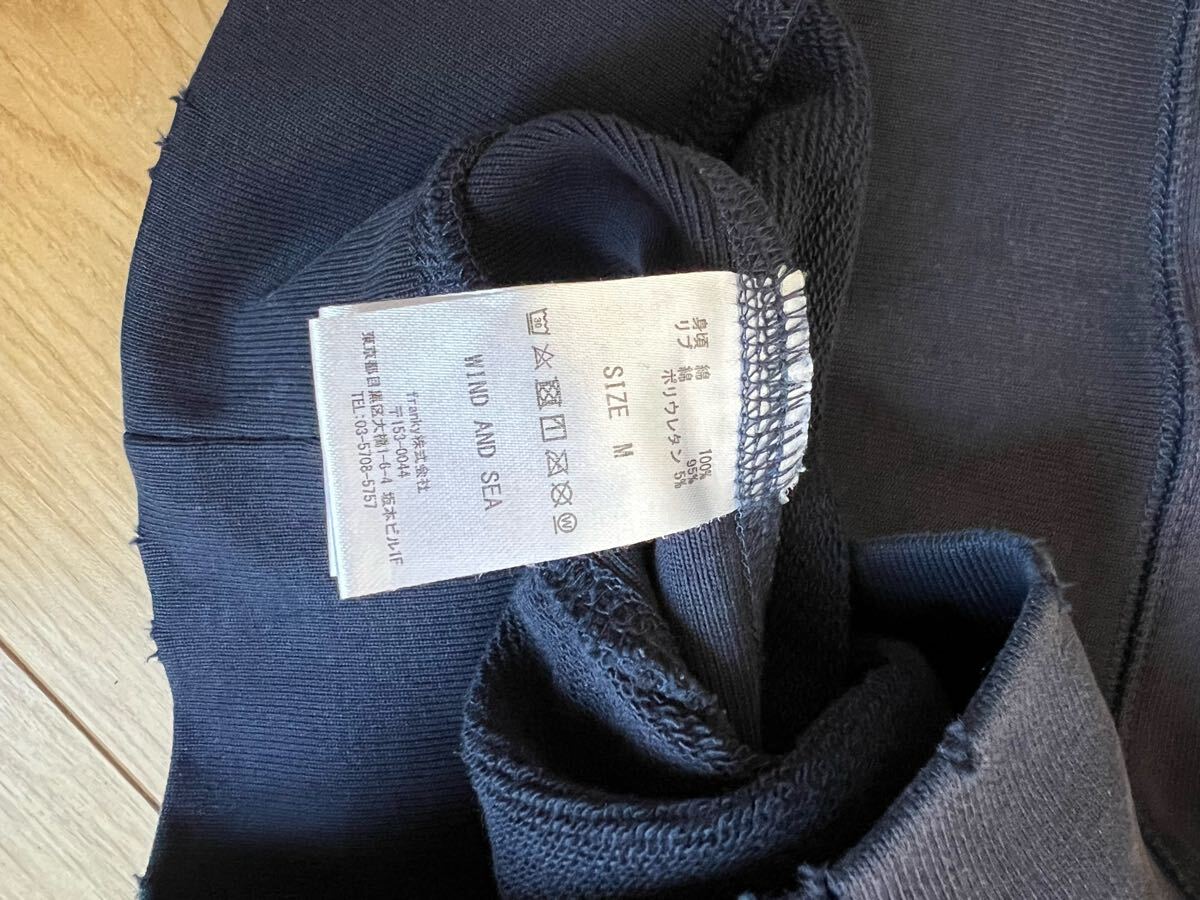 身頃 綿 100%
リブ 綿 95%
ポリウレタン 5%
SIZE M
30
W
WIND AND SEA
franky株式会社
〒153-0044
東京都目黒区大橋1-6-4 坂本ビル1F
TEL:03-5708-5757